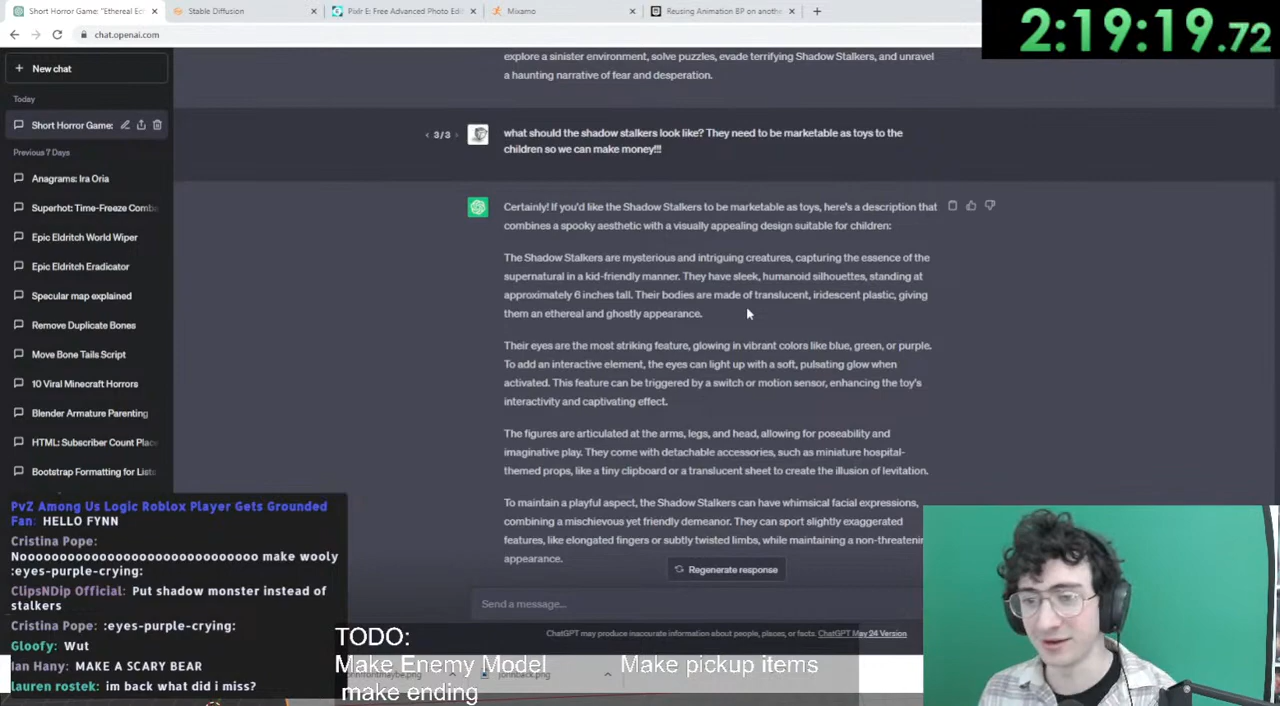 Short Horror Game: "Ethereal Ec
Stable Diffusion
Pixlr E: Free Advanced Photo Edi
Mixamo
Reusing Animation BP on anoth
2:19:19.72
chat.openai.com
New chat
Today
Short Horror Game:
Previous 7 Days
Anagrams: Ira Oria
Superhot: Time-Freeze Comba
Epic Eldritch World Wiper
Epic Eldritch Eradicator
Specular map explained
Remove Duplicate Bones
Move Bone Tails Script
10 Viral Minecraft Horrors
Blender Armature Parenting
HTML: Subscriber Count Plac
Bootstrap Formatting for Lists
explore a sinister environment, solve puzzles, evade terrifying Shadow Stalkers, and unravel
a haunting narrative of fear and desperation.
< 3/3 >
what should the shadow stalkers look like? They need to be marketable as toys to the
children so we can make money!!!
Certainly! If you'd like the Shadow Stalkers to be marketable as toys, here's a description that
combines a spooky aesthetic with a visually appealing design suitable for children:
The Shadow Stalkers are mysterious and intriguing creatures, capturing the essence of the
supernatural in a kid-friendly manner. They have sleek, humanoid silhouettes, standing at
approximately 6 inches tall. Their bodies are made of translucent, iridescent plastic, giving
them an ethereal and ghostly appearance.
Their eyes are the most striking feature, glowing in vibrant colors like blue, green, or purple.
To add an interactive element, the eyes can light up with a soft, pulsating glow when
activated. This feature can be triggered by a switch or motion sensor, enhancing the toy's
interactivity and captivating effect.
The figures are articulated at the arms, legs, and head, allowing for poseability and
imaginative play. They come with detachable accessories, such as miniature hospital-
themed props, like a tiny clipboard or a translucent sheet to create the illusion of levitation.
To maintain a playful aspect, the Shadow Stalkers can have whimsical facial expressions,
combining a mischievous yet friendly demeanor. They can sport slightly exaggerated
features, like elongated fingers or subtly twisted limbs, while maintaining a non-threatenin
appearance.
Regenerate response
Send a message...
ChatGPT may produce inaccurate information about people, places, or facts. ChatGPT May 24 Version
PvZ Among Us Logic Roblox Player Gets Grounded
Fan: HELLO FYNN
Cristina Pope:
Nooooooooooooooooooooooooooooo make wooly
:eyes-purple-crying:
ClipsNDip Official: Put shadow monster instead of
stalkers
Cristina Pope: :eyes-purple-crying:
Gloofy: Wut
Ian Hany: MAKE A SCARY BEAR
lauren rostek: im back what did i miss?
TODO:
Make Enemy Model
Make pickup items
make ending